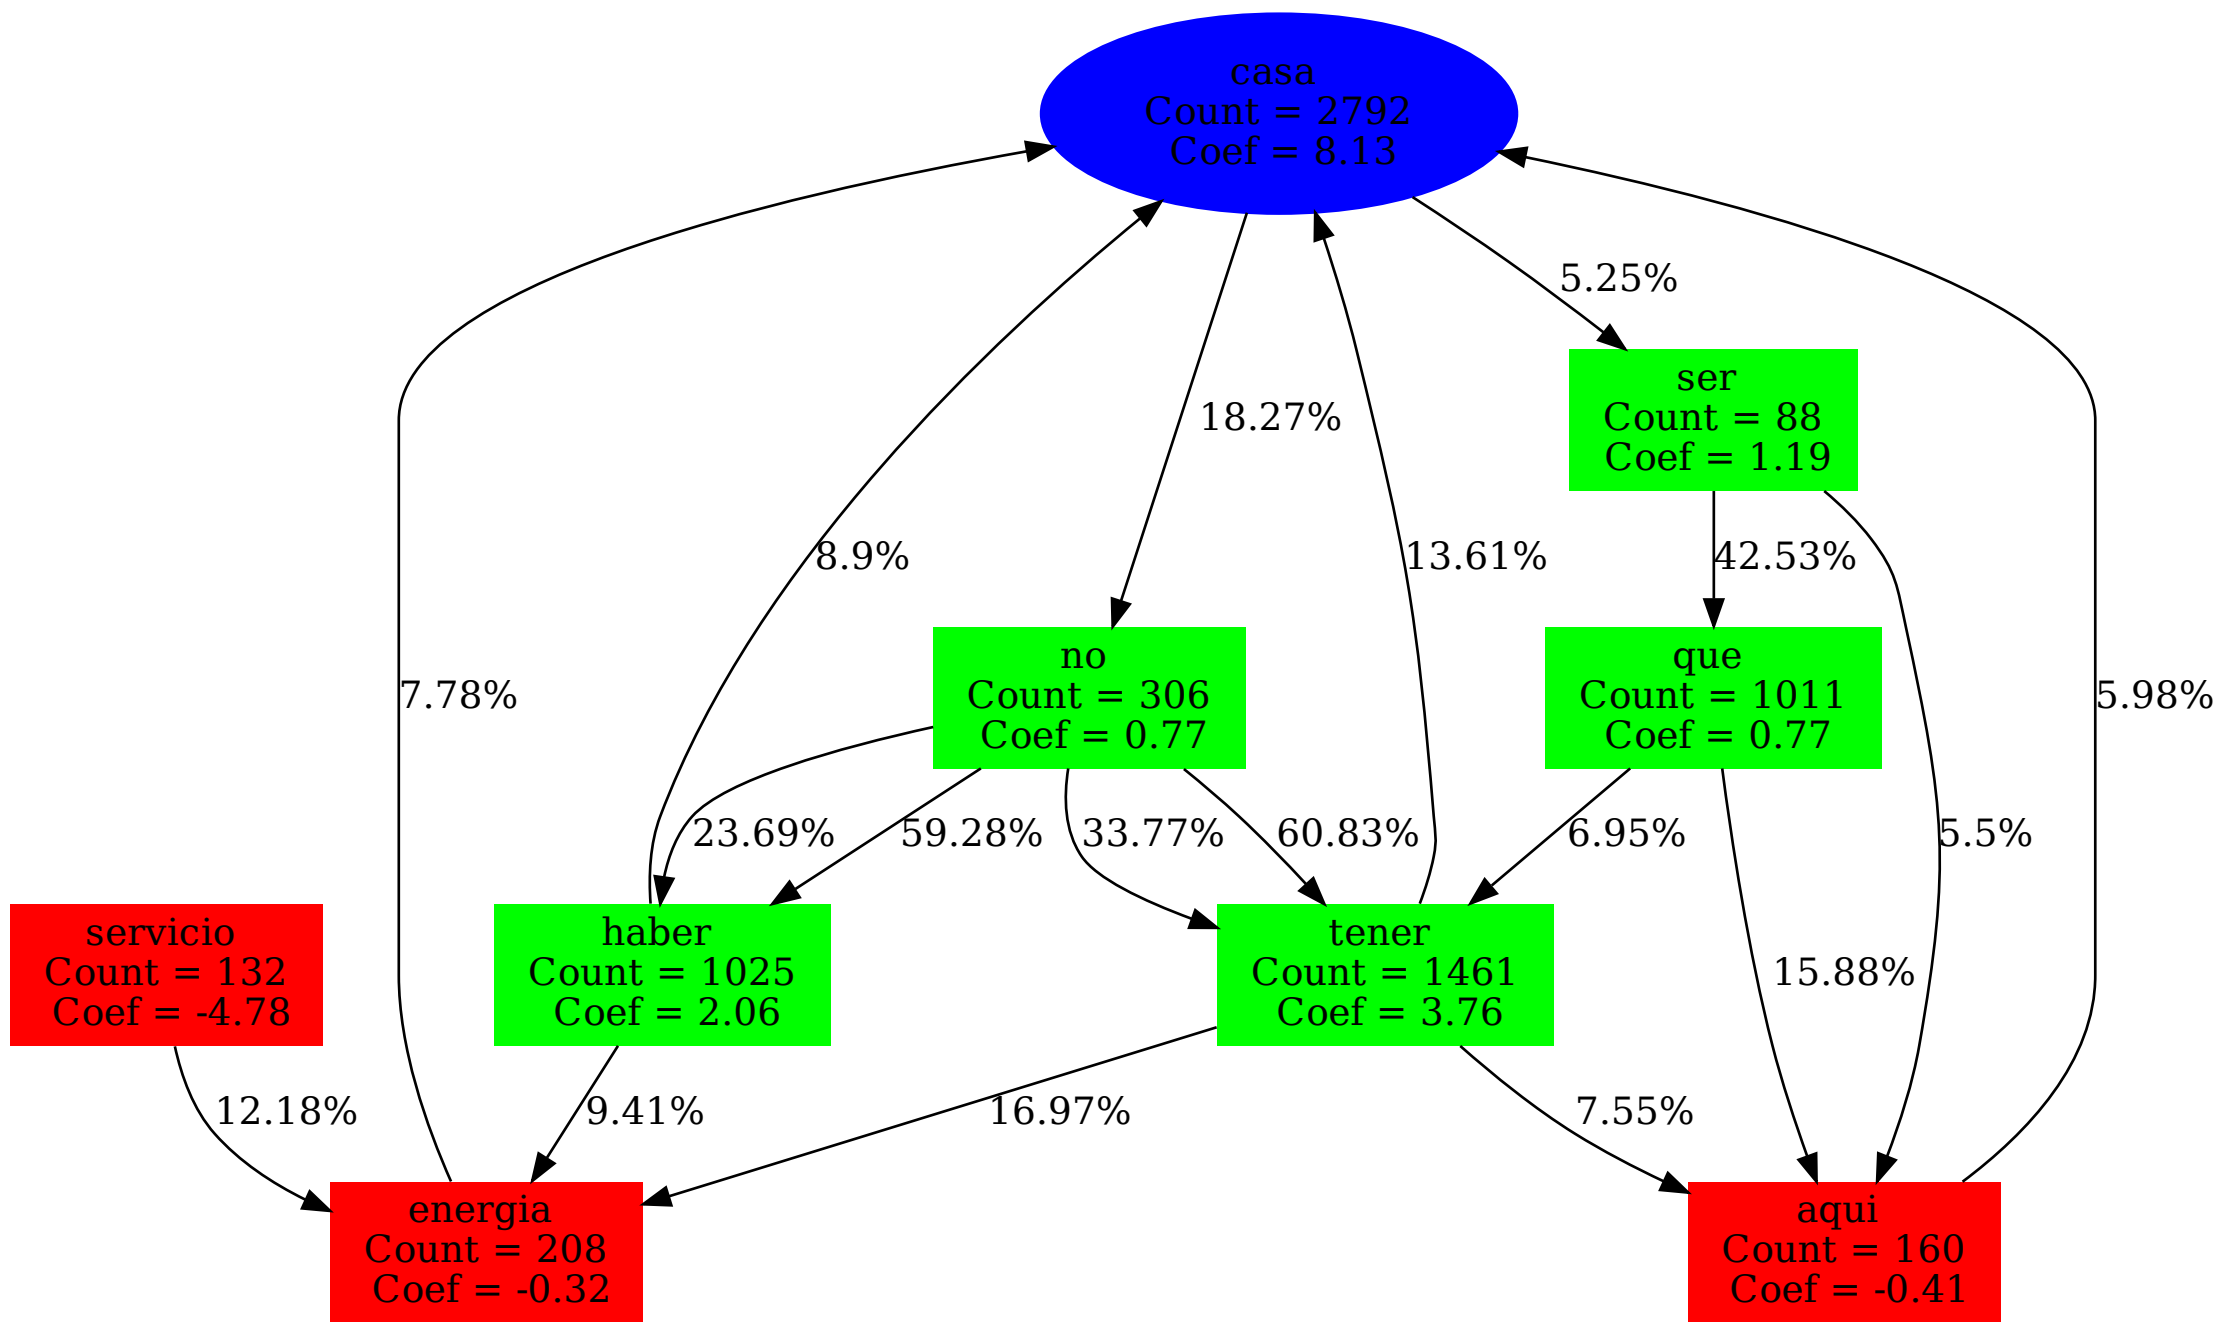 casa
Count = 2792
Coef = 8.13
5.25%
ser
Count = 88
Coef = 1.19
18.27%
8.9%
13.61%
42.53%
no
Count = 306
Coef = 0.77
que
Count = 1011
Coef = 0.77
7.78%
5.98%
23.69%
59.28%
33.77%
60.83%
6.95%
5.5%
servicio
Count = 132
Coef = -4.78
haber
Count = 1025
Coef = 2.06
tener
Count = 1461
Coef = 3.76
15.88%
12.18%
9.41%
16.97%
7.55%
energia
Count = 208
Coef = -0.32
aqui
Count = 160
Coef = -0.41